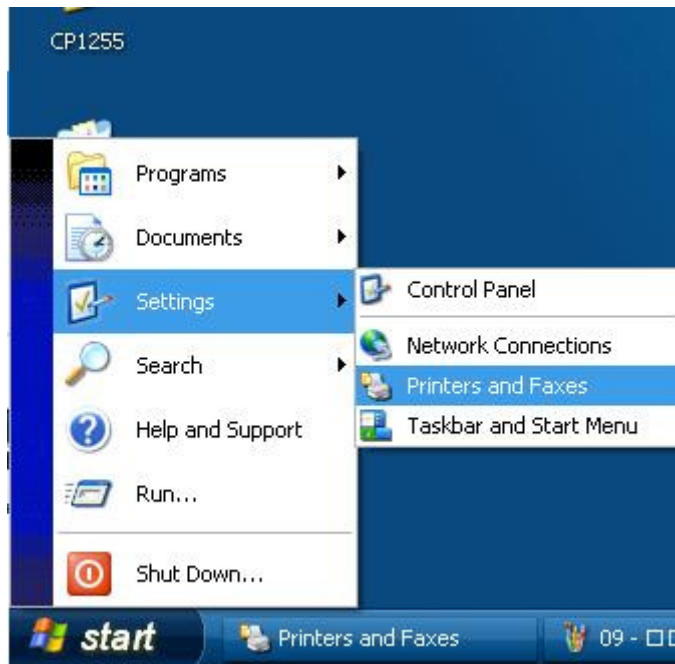 CP1255
Programs
Documents
Settings
Search
Help and Support
Run...
Shut Down...
Control Panel
Network Connections
Printers and Faxes
Taskbar and Start Menu
start
Printers and Faxes
09 -